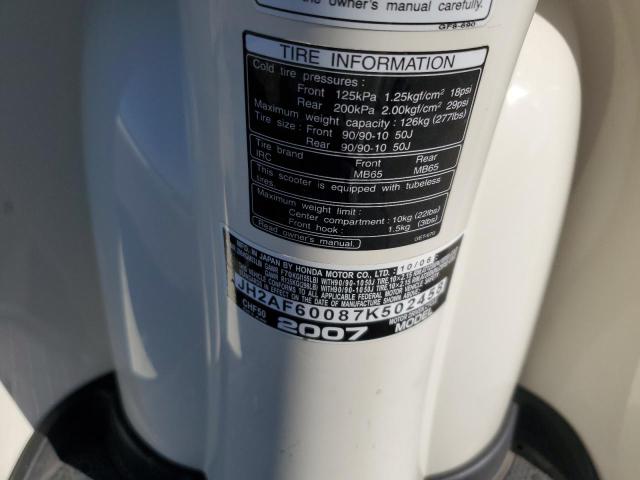 the owner's manual carefully.
GFS-690
TIRE INFORMATION
Cold tire pressures :
Front 125kPa 1.25kgf/cm² 18psi
Rear 200kPa 2.00kgf/cm² 29psi
Maximum weight capacity : 126kg (277lbs)
Tire size : Front 90/90-10 50J
Rear 90/90-10 50J
Tire brand Front Rear
IRC MB65 MB65
This scooter is equipped with tubeless
tires.
Maximum weight limit :
Center compartment : 10kg (22lbs)
Front hook : 1.5kg (3lbs)
Read owner's manual.
MFD. IN JAPAN BY HONDA MOTOR CO., LTD. 10/06
JH2AF60087K502458
CHF50 2007 MODEL